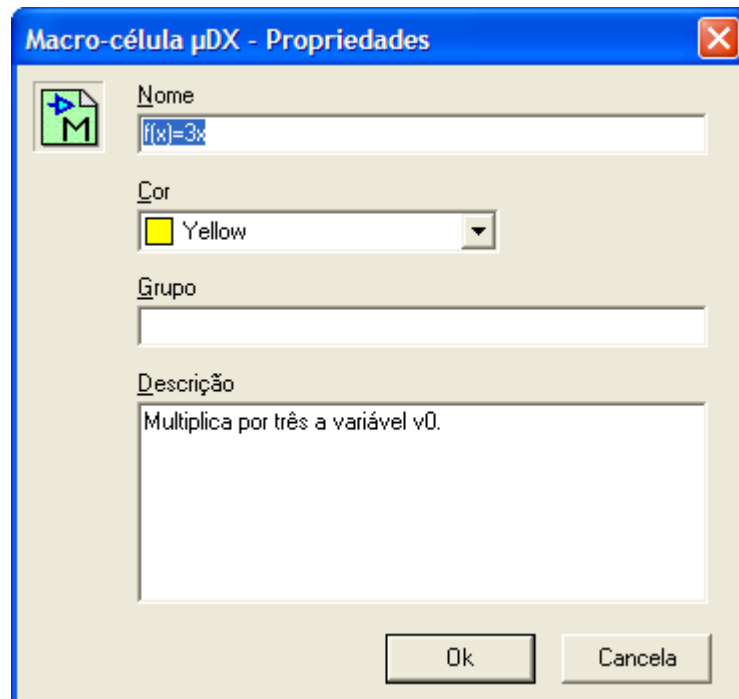 Macro-célula µDX - Propriedades
M
Nome
f(x)=3x
Cor
Yellow
Grupo
Descrição
Multiplica por três a variável v0.
Ok
Cancela